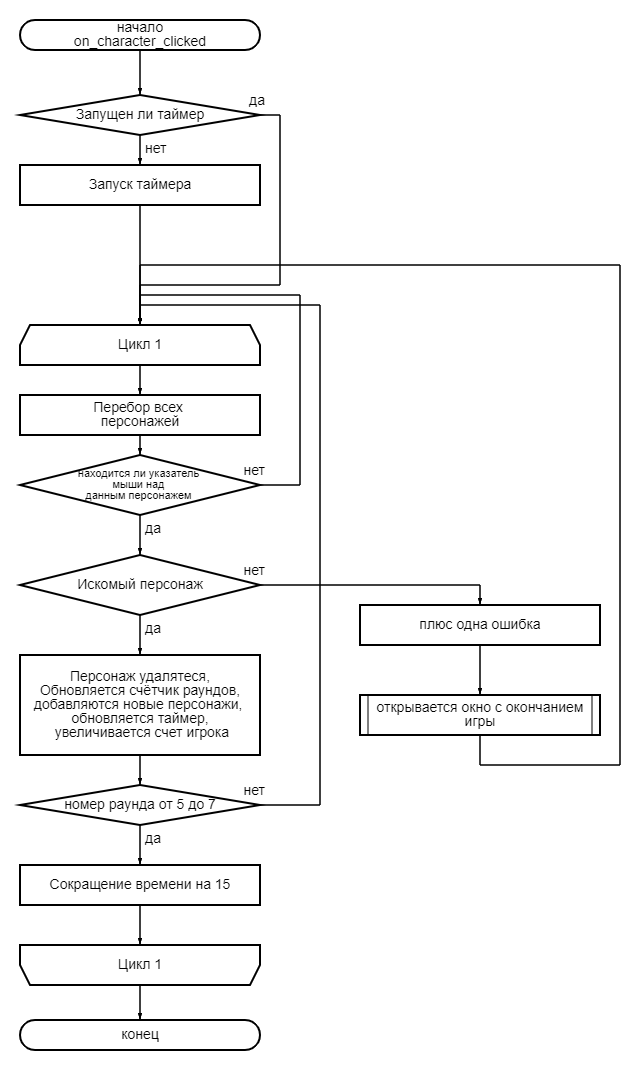 начало
on_character_clicked
да
Запущен ли таймер
нет
Запуск таймера
Цикл 1
Перебор всех
персонажей
нет
находится ли указатель
мыши над
данным персонажем
да
нет
Искомый персонаж
плюс одна ошибка
да
Персонаж удалятеся,
Обновляется счётчик раундов,
добавляются новые персонажи,
обновляется таймер,
увеличивается счет игрока
открывается окно с окончанием
игры
нет
номер раунда от 5 до 7
да
Сокращение времени на 15
Цикл 1
конец